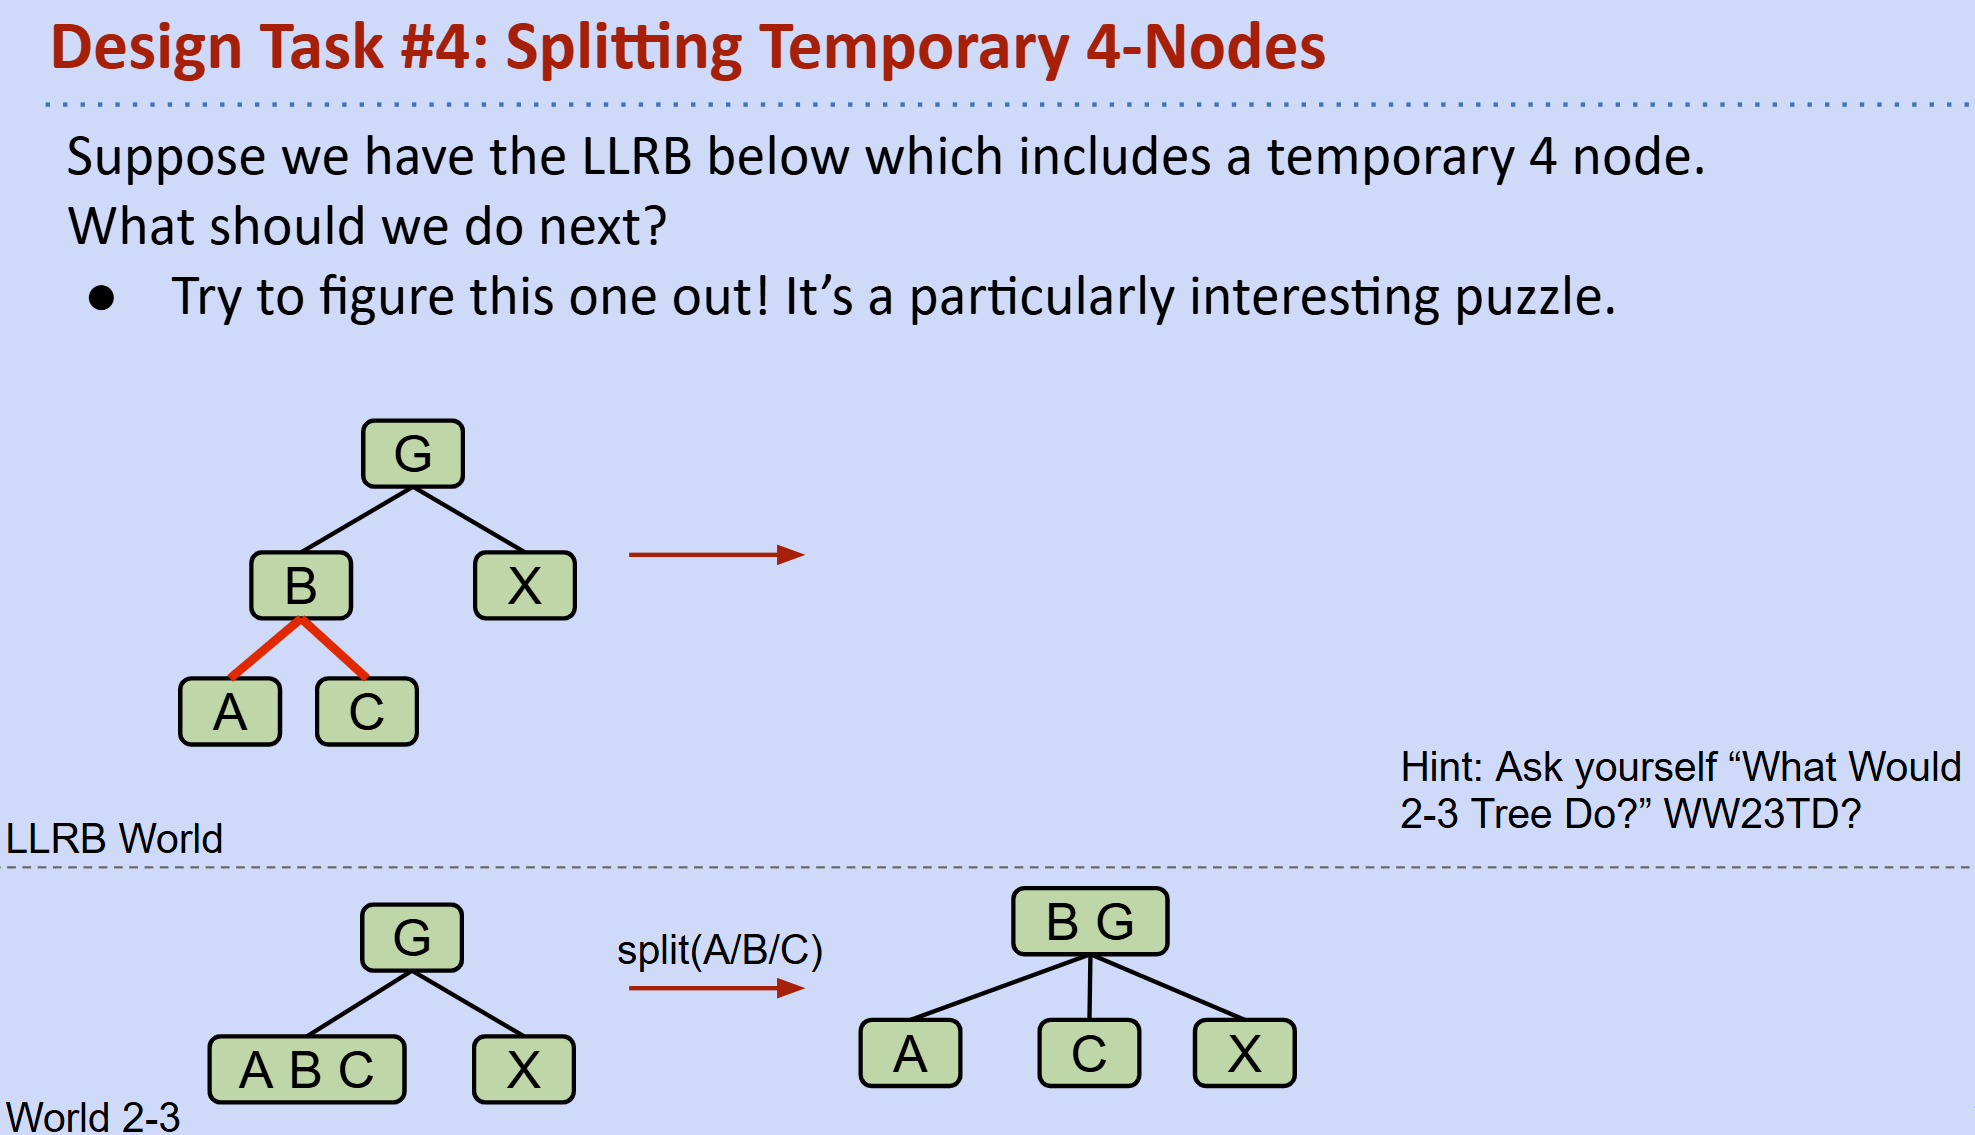 Design Task #4: Splitting Temporary 4-Nodes
Suppose we have the LLRB below which includes a temporary 4 node.
What should we do next?
● Try to figure this one out! It’s a particularly interesting puzzle.
G
B
X
A
C
Hint: Ask yourself “What Would
2-3 Tree Do?” WW23TD?
LLRB World
G
split(A/B/C)
B G
A B C
X
A
C
X
World 2-3